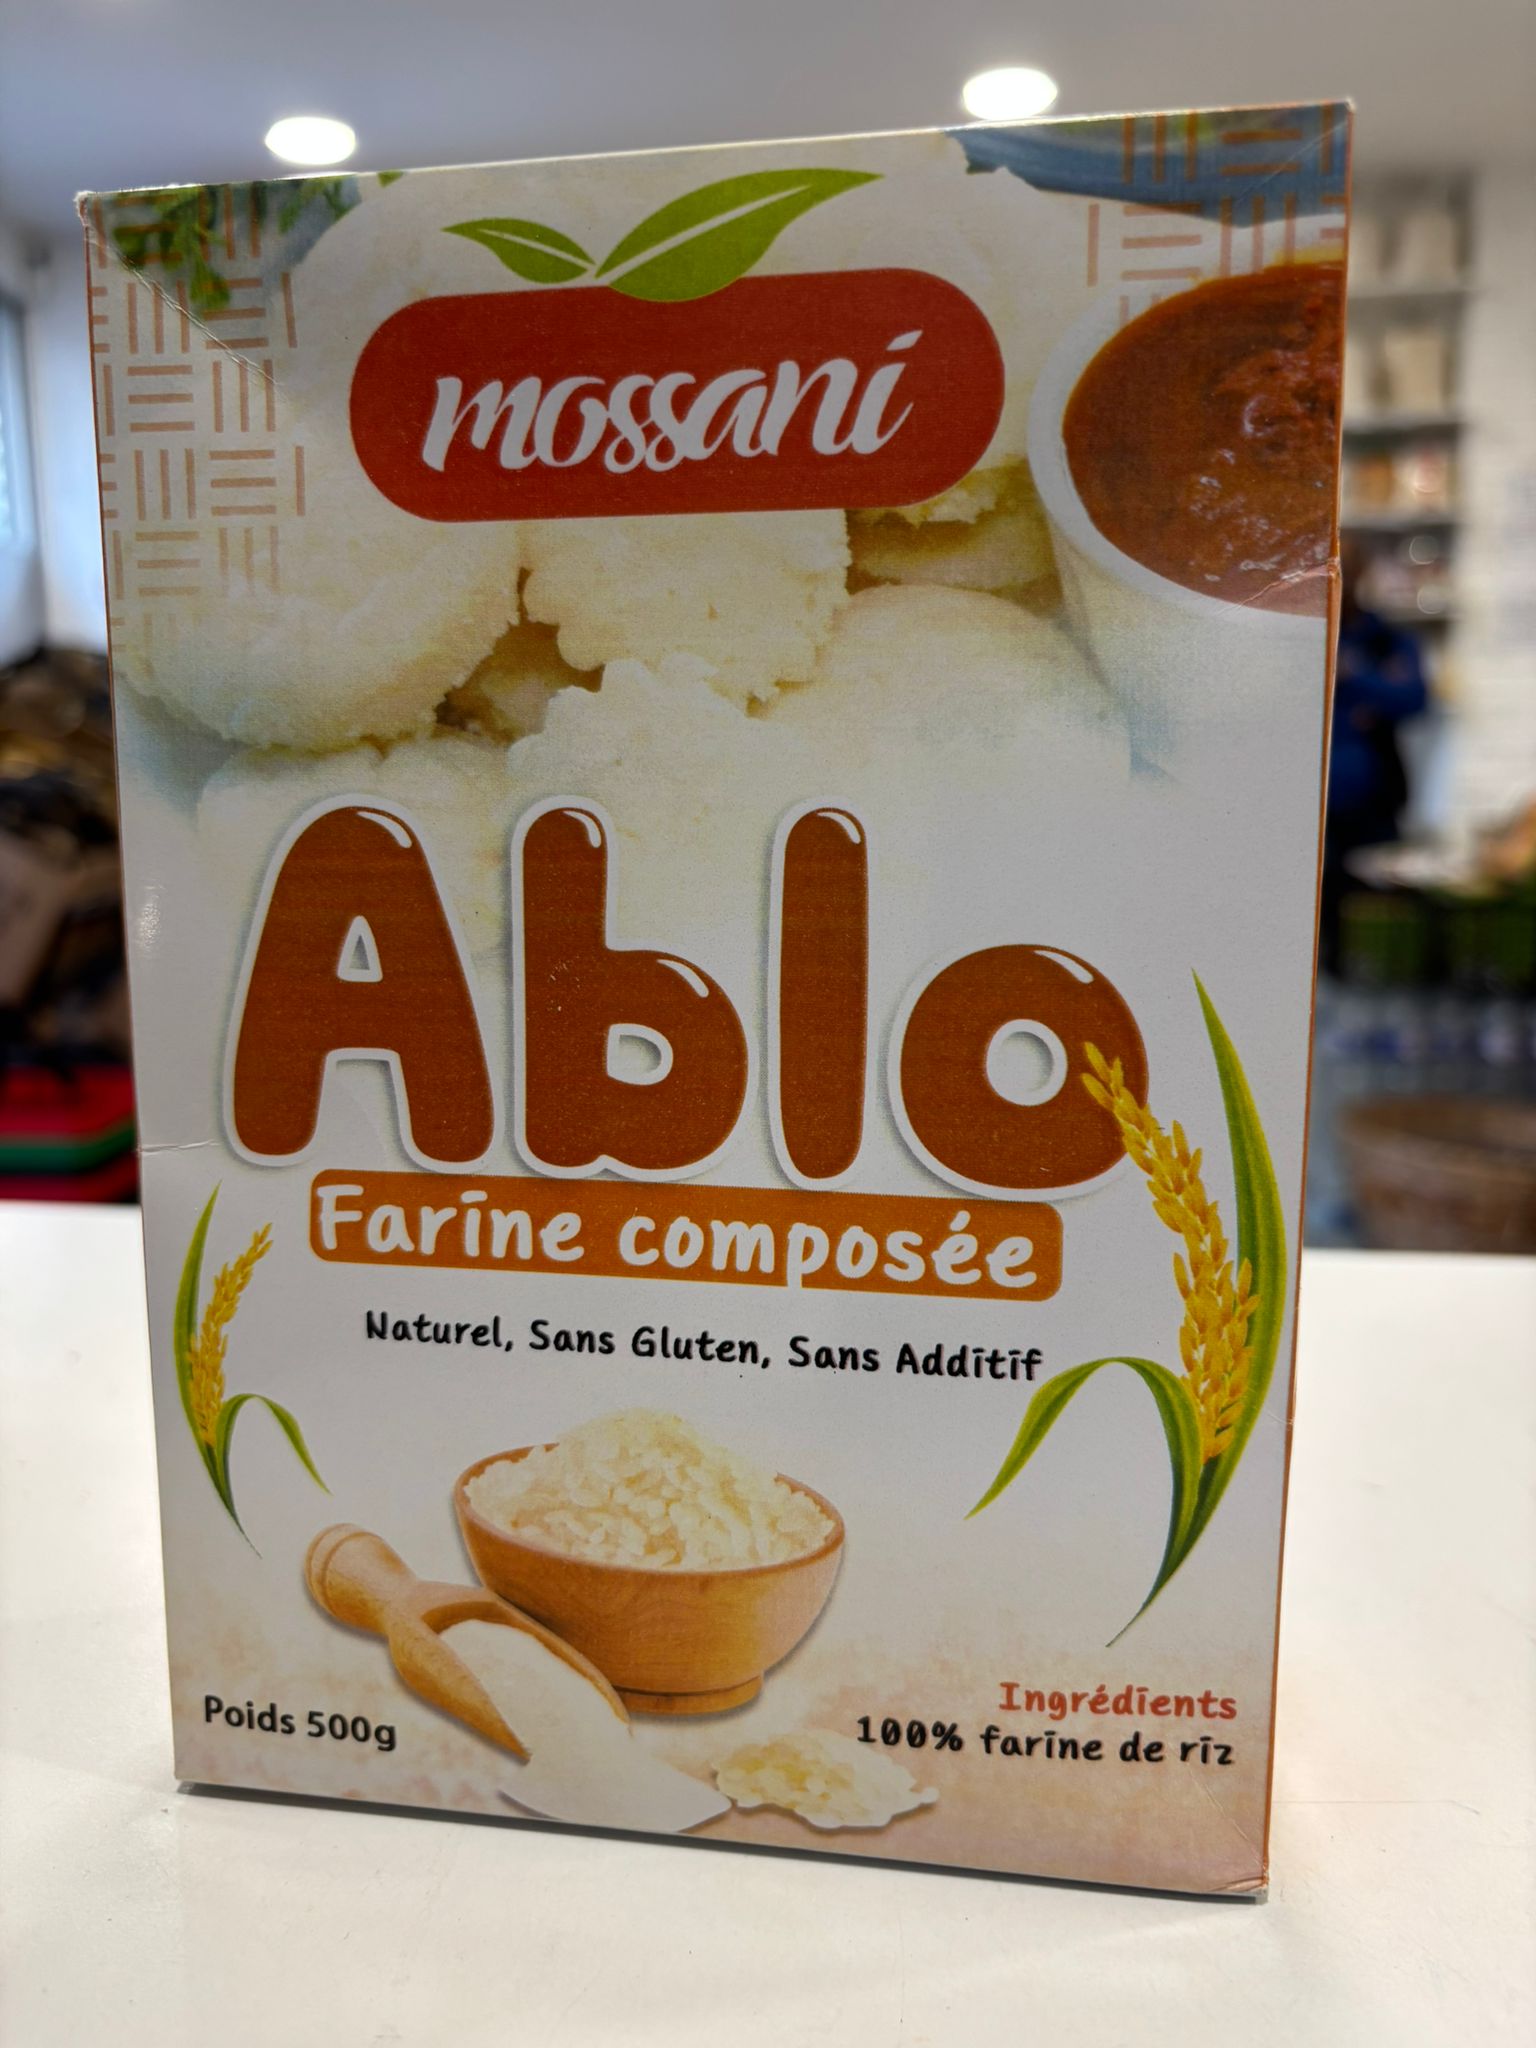 mossani
Ablo
Farine composée
Naturel, Sans Gluten, Sans Additif
Poids 500g
Ingrédients
100% farine de riz